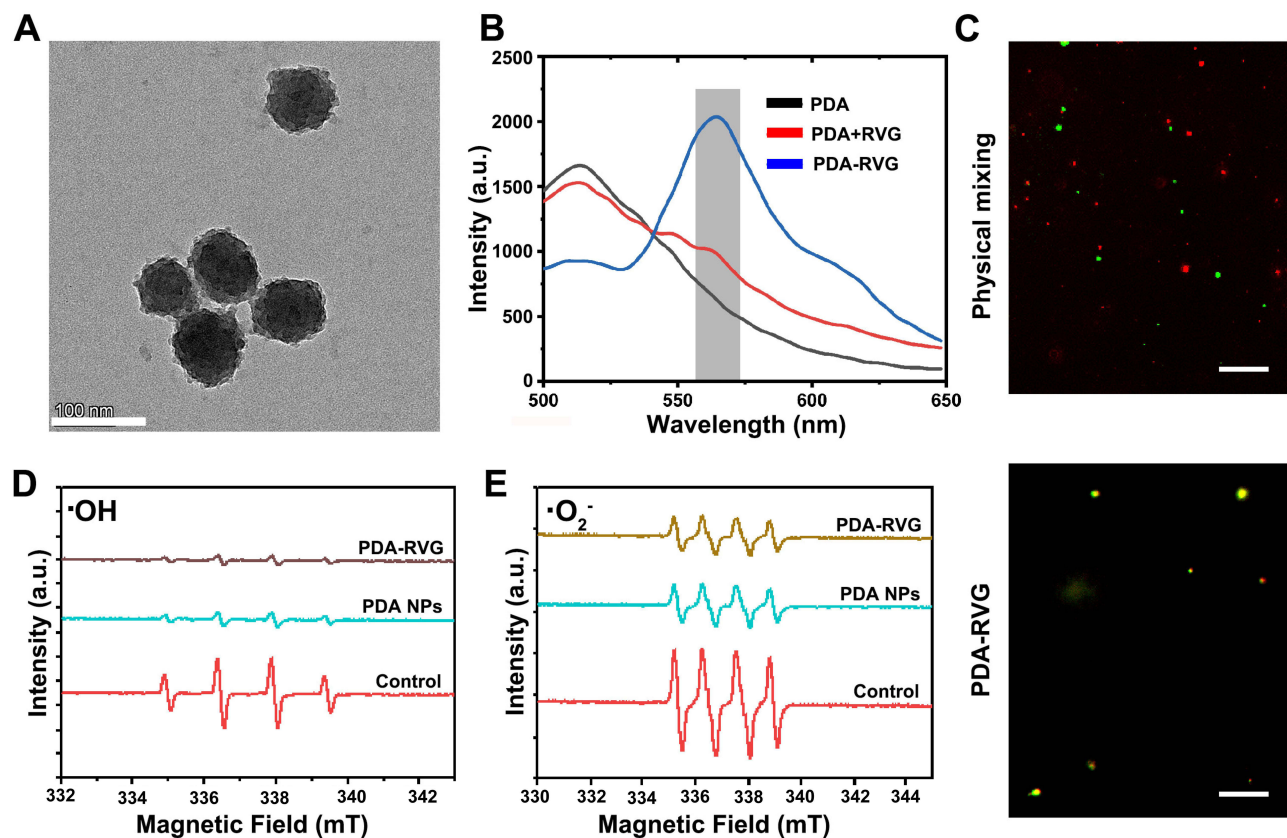 A
100 nm
B
2500
2000
1500
1000
500
0
Intensity (a.u.)
PDA
PDA+RVG
PDA-RVG
500
550
600
650
Wavelength (nm)
C
Physical mixing
PDA-RVG
D
·OH
PDA-RVG
PDA NPs
Control
Intensity (a.u.)
332
334
336
338
340
342
Magnetic Field (mT)
E
·O₂⁻
PDA-RVG
PDA NPs
Control
Intensity (a.u.)
330
332
334
336
338
340
342
344
Magnetic Field (mT)